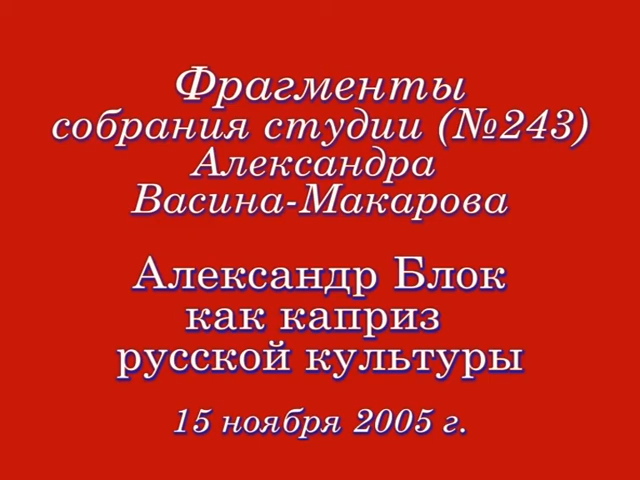 Фрагменты
собрания студии (№243)
Александра
Васина-Макарова
Александр Блок
как каприз
русской культуры
15 ноября 2005 г.